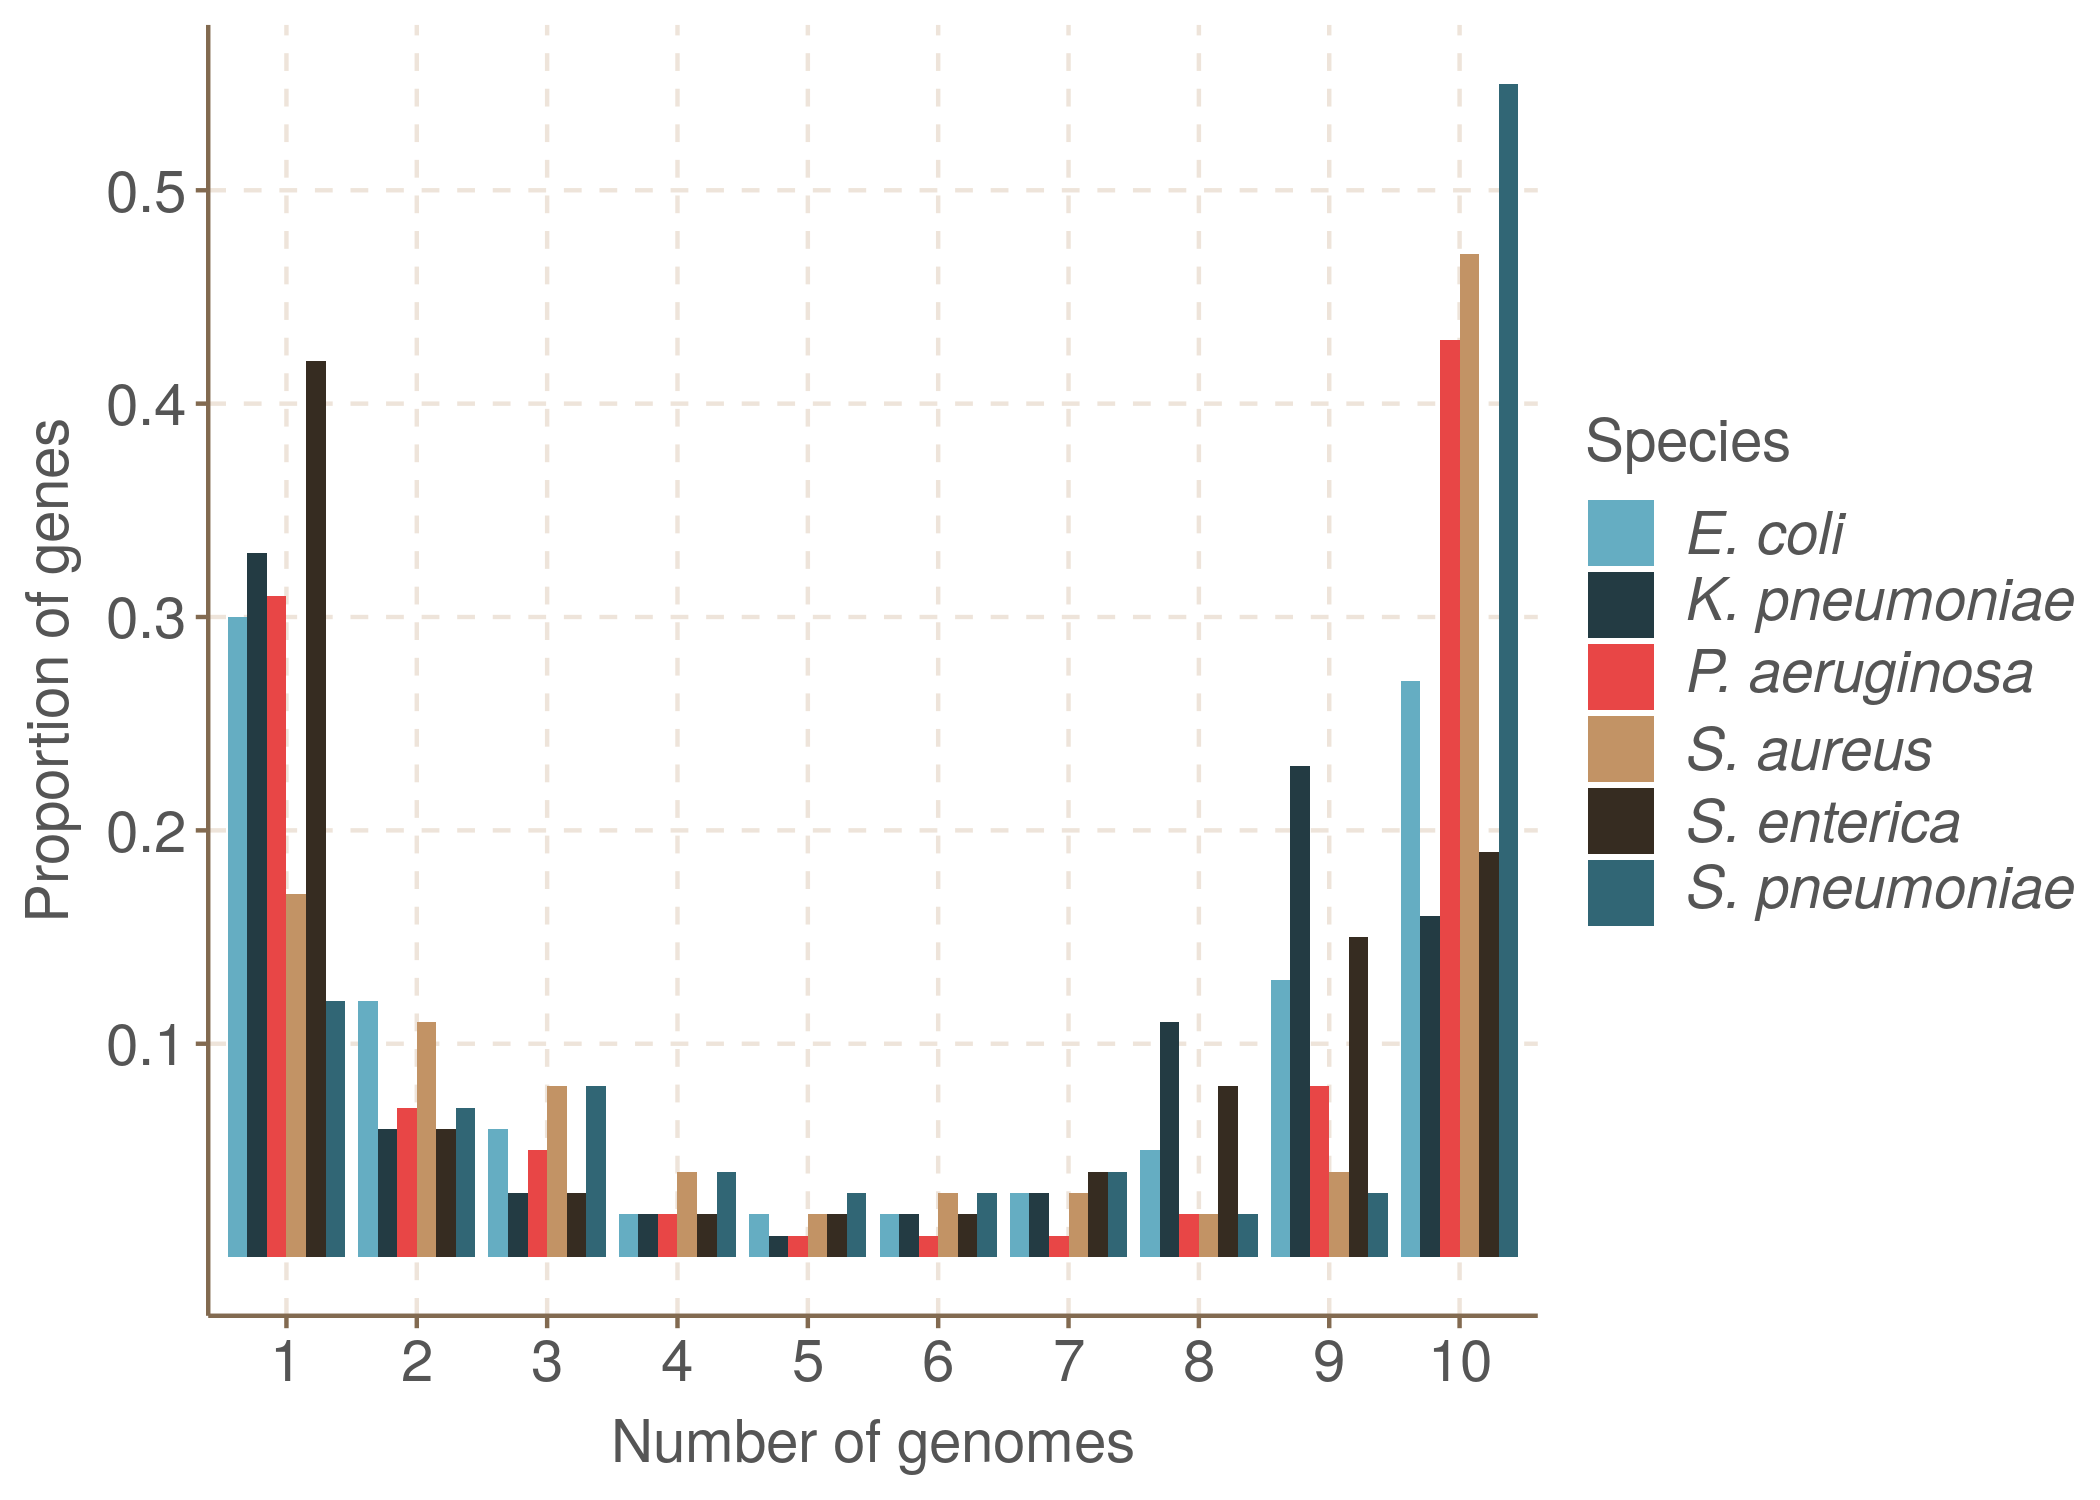 Proportion of genes
0.5
0.4
0.3
0.2
0.1
1 2 3 4 5 6 7 8 9 10
Number of genomes
Species
E. coli
K. pneumoniae
P. aeruginosa
S. aureus
S. enterica
S. pneumoniae